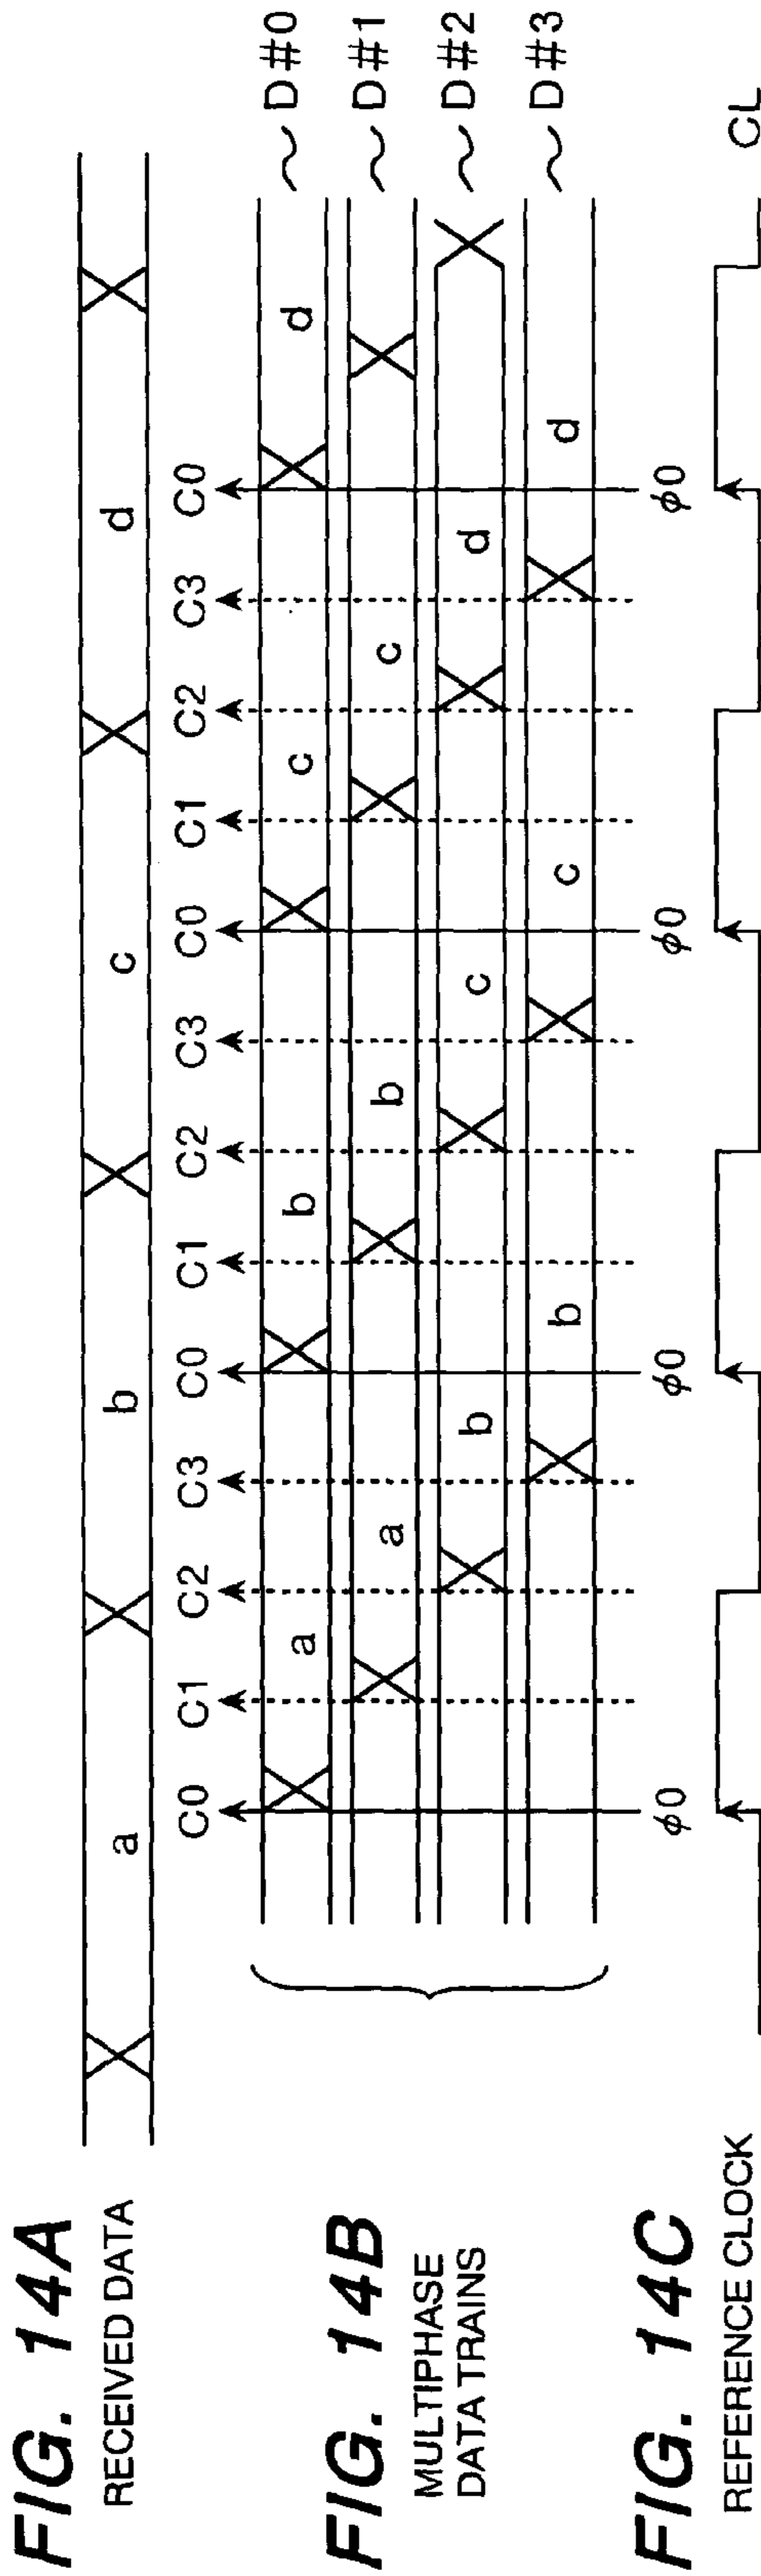 FIG. 14A
RECEIVED DATA
a b c d
C0 C1 C2 C3 C0 C1 C2 C3 C0 C1 C2 C3 C0
FIG. 14B
MULTIPHASE
DATA TRAINS
a b c d ~D#0
a b c ~D#1
b c d ~D#2
b c d ~D#3
φ0 φ0 φ0 φ0
FIG. 14C
REFERENCE CLOCK
CL